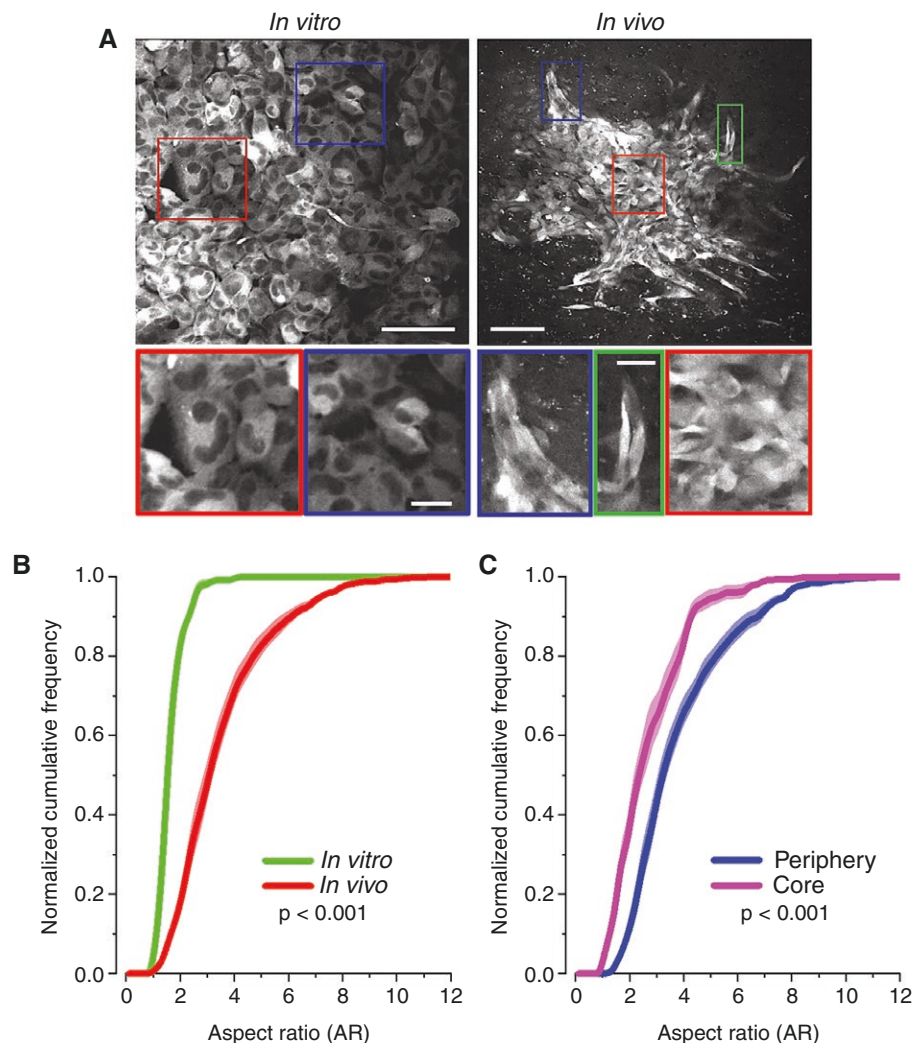 In vitro
In vivo
A
B
C
1.0
0.8
0.6
0.4
0.2
0.0
Normalized cumulative frequency
In vitro
In vivo
p < 0.001
0 2 4 6 8 10 12
Aspect ratio (AR)
1.0
0.8
0.6
0.4
0.2
0.0
Normalized cumulative frequency
Periphery
Core
p < 0.001
0 2 4 6 8 10 12
Aspect ratio (AR)